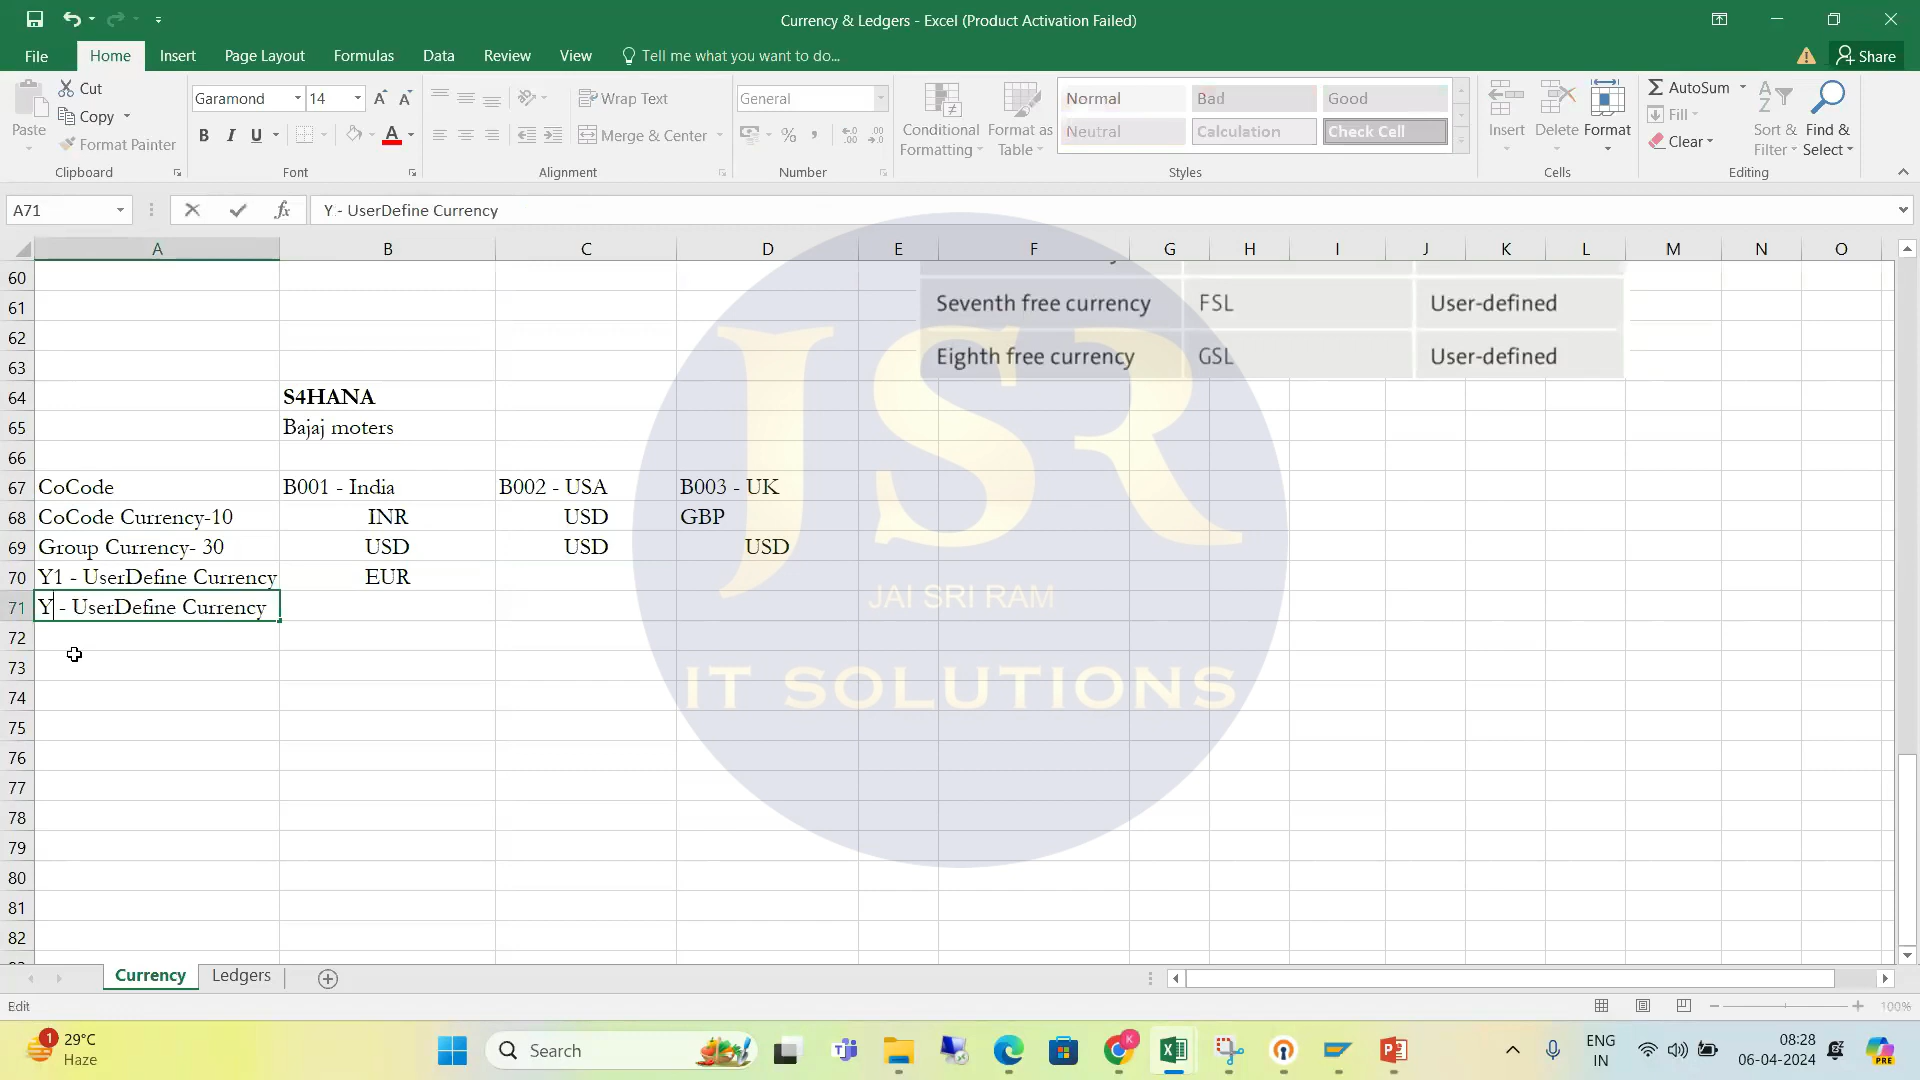 Currency & Ledgers - Excel (Product Activation Failed)
File Home Insert Page Layout Formulas Data Review View Tell me what you want to do... Share
Paste
Cut
Copy
Format Painter
Clipboard
Garamond 14
Font
Wrap Text
Merge & Center
Alignment
General
Number
Conditional Formatting
Format as Table
Normal Bad Good
Neutral Calculation Check Cell
Styles
Insert Delete Format
Cells
AutoSum
Fill
Clear
Sort & Filter
Find & Select
Editing
A71 fx Y - UserDefine Currency
A B C D E F G H I J K L M N O
60
61 Seventh free currency FSL User-defined
62
63 Eighth free currency GSL User-defined
64 S4HANA
65 Bajaj moters
66
67 CoCode B001 - India B002 - USA B003 - UK
68 CoCode Currency-10 INR USD GBP
69 Group Currency- 30 USD USD USD
70 Y1 - UserDefine Currency EUR
71 Y - UserDefine Currency
72
73
74
75
76
77
78
79
80
81
82
JSR
JAI SRI RAM
IT SOLUTIONS
Currency Ledgers
Edit 100%
1 29°C
Haze
Search
ENG
IN
08:28
06-04-2024